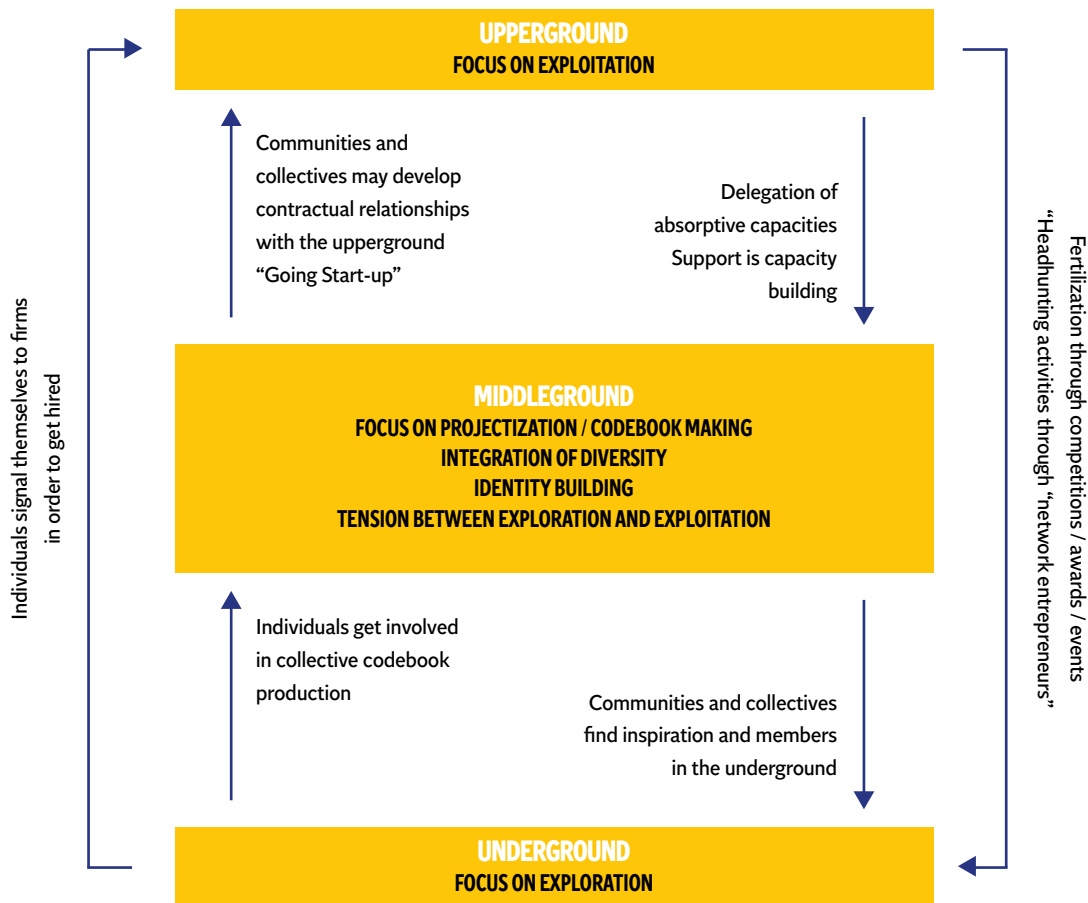 UPPERGROUND
FOCUS ON EXPLOITATION
Communities and
collectives may develop
contractual relationships
with the upperground
“Going Start-up”
Delegation of
absorptive capacities
Support is capacity
building
Individuals signal themselves to firms
in order to get hired
Fertilization through competitions / awards / events
“Headhunting activities through “network entrepreneurs”
MIDDLEGROUND
FOCUS ON PROJECTIZATION / CODEBOOK MAKING
INTEGRATION OF DIVERSITY
IDENTITY BUILDING
TENSION BETWEEN EXPLORATION AND EXPLOITATION
Individuals get involved
in collective codebook
production
Communities and collectives
find inspiration and members
in the underground
UNDERGROUND
FOCUS ON EXPLORATION